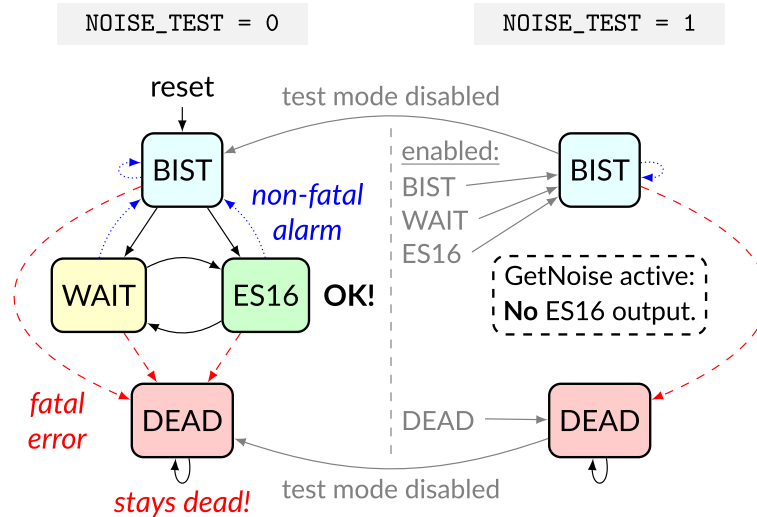 NOISE_TEST = 0
NOISE_TEST = 1
reset
test mode disabled
enabled:
BIST
BIST
BIST
non-fatal
alarm
WAIT
ES16
WAIT
ES16
OK!
GetNoise active:
No ES16 output.
fatal
error
DEAD
DEAD
DEAD
stays dead!
test mode disabled